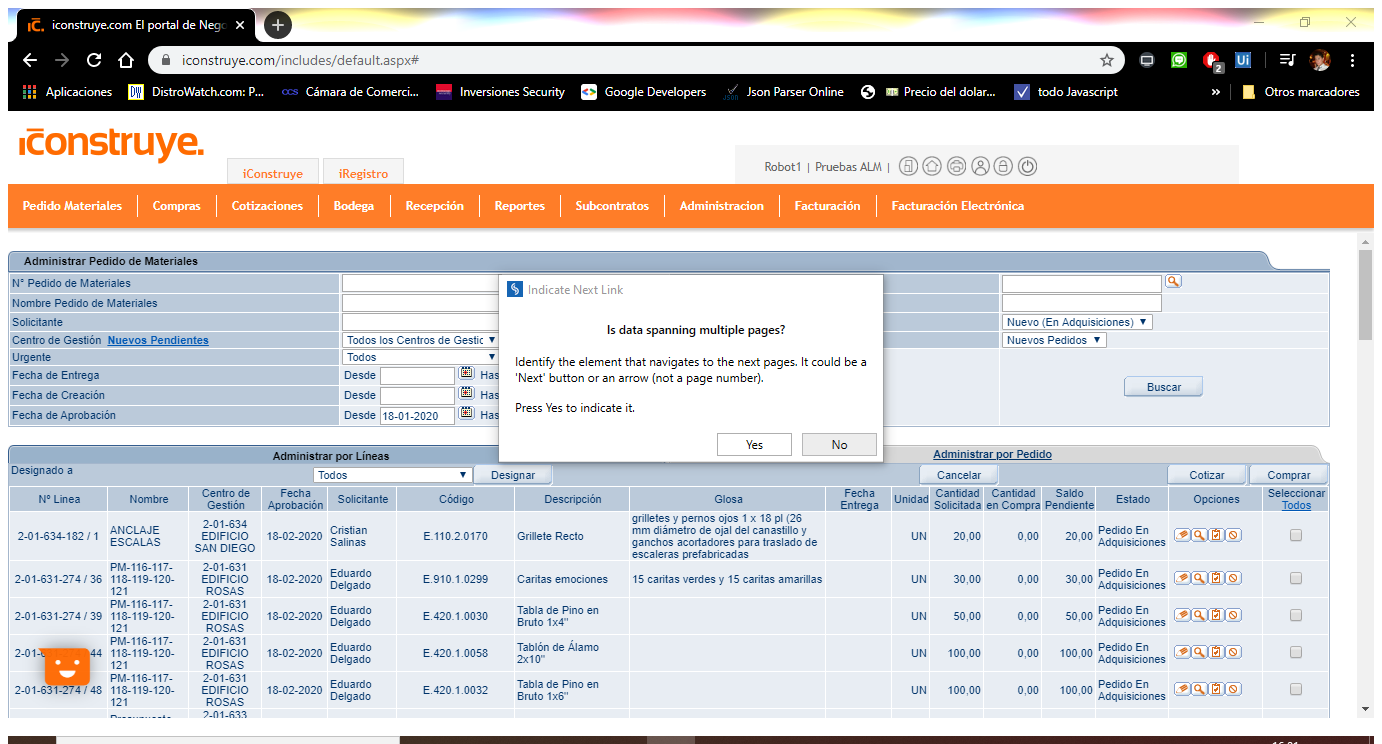 iconstruye.com El portal de Nego
iconstruye.com/includes/default.aspx#
2
Ui
Aplicaciones DW DistroWatch.com: P... CCS Cámara de Comerci... Inversiones Security Google Developers Json Parser Online Precio del dolar... todo Javascript » Otros marcadores
iconstruye.
iConstruye iRegistro
Robot1 | Pruebas ALM |
Pedido Materiales Compras Cotizaciones Bodega Recepción Reportes Subcontratos Administracion Facturación Facturación Electrónica
Administrar Pedido de Materiales
N° Pedido de Materiales
Nombre Pedido de Materiales
Solicitante Nuevo (En Adquisiciones)
Centro de Gestión Nuevos Pendientes Todos los Centros de Gestic Nuevos Pedidos
Urgente Todos
Fecha de Entrega Desde Has
Fecha de Creación Desde Has
Fecha de Aprobación Desde 18-01-2020 Has
Buscar
Indicate Next Link
Is data spanning multiple pages?
Identify the element that navigates to the next pages. It could be a
'Next' button or an arrow (not a page number).
Press Yes to indicate it.
Yes No
Administrar por Líneas Administrar por Pedido
Designado a Todos Designar Cancelar Cotizar Comprar
N° Linea Nombre Centro de Gestión Fecha Aprobación Solicitante Código Descripción Glosa Fecha Entrega Unidad Cantidad Solicitada Cantidad en Compra Saldo Pendiente Estado Opciones Seleccionar Todos
2-01-634-182 / 1 ANCLAJE ESCALAS 2-01-634 EDIFICIO SAN DIEGO 18-02-2020 Cristian Salinas E.110.2.0170 Grillete Recto grilletes y pernos ojos 1 x 18 pl (26 mm diámetro de ojal del canastillo y ganchos acortadores para traslado de escaleras prefabricadas UN 20,00 0,00 20,00 Pedido En Adquisiciones
2-01-631-274 / 36 PM-116-117-118-119-120-121 2-01-631 EDIFICIO ROSAS 18-02-2020 Eduardo Delgado E.910.1.0299 Caritas emociones 15 caritas verdes y 15 caritas amarillas UN 30,00 0,00 30,00 Pedido En Adquisiciones
2-01-631-274 / 39 PM-116-117-118-119-120-121 2-01-631 EDIFICIO ROSAS 18-02-2020 Eduardo Delgado E.420.1.0030 Tabla de Pino en Bruto 1x4" UN 50,00 0,00 50,00 Pedido En Adquisiciones
2-01-6 44 PM-116-117-118-119-120-121 2-01-631 EDIFICIO ROSAS 18-02-2020 Eduardo Delgado E.420.1.0058 Tablón de Álamo 2x10" UN 100,00 0,00 100,00 Pedido En Adquisiciones
2-01-631-274 / 48 PM-116-117-118-119-120-121 2-01-631 EDIFICIO ROSAS 18-02-2020 Eduardo Delgado E.420.1.0032 Tabla de Pino en Bruto 1x6" UN 100,00 0,00 100,00 Pedido En Adquisiciones
2-01-633